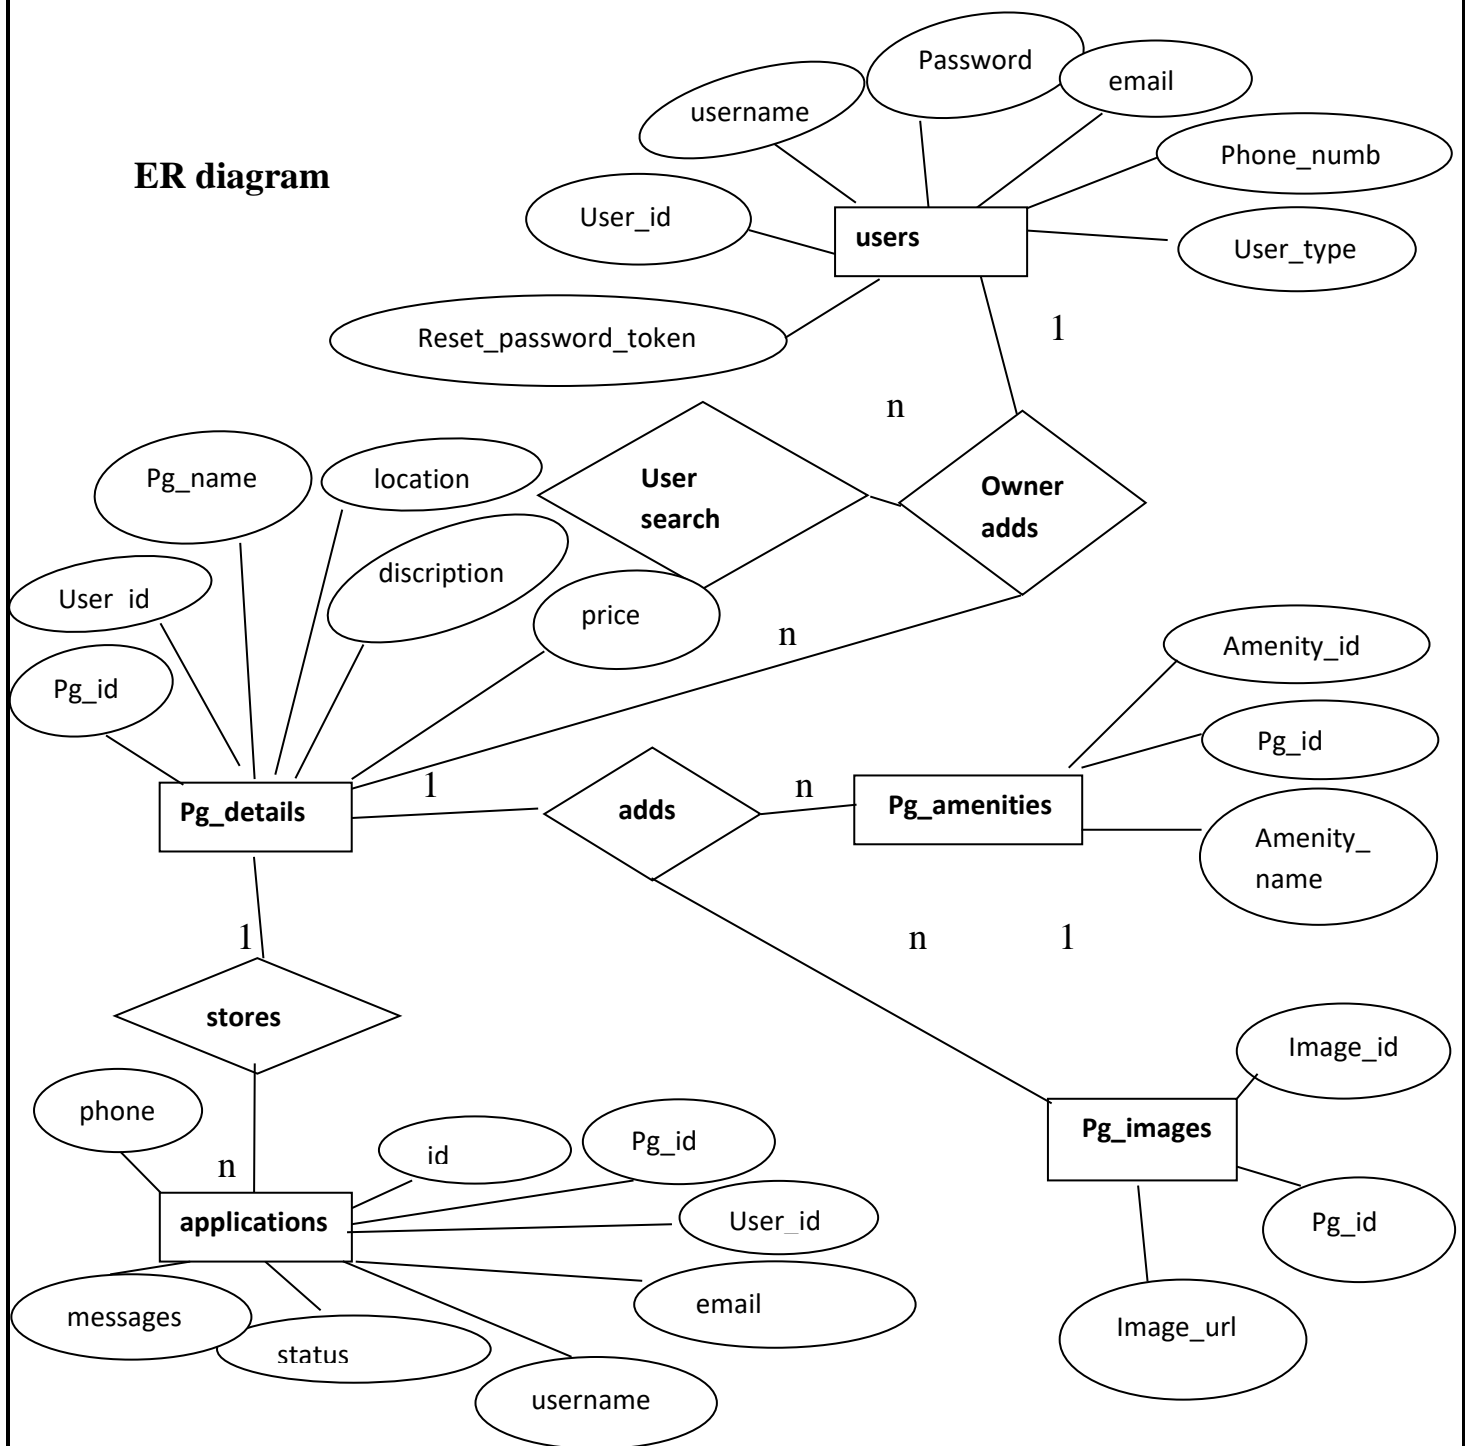 Password
email
username
Phone_numb
ER diagram
User_id
users
User_type
1
Reset_password_token
n
Pg_name
location
User
search
Owner
adds
discription
User_id
price
n
Amenity_id
Pg_id
Pg_id
1
n
Pg_details
adds
Pg_amenities
Amenity_
name
1
n
1
stores
Image_id
phone
Pg_images
id
Pg_id
n
applications
User_id
Pg_id
messages
email
Image_url
status
username